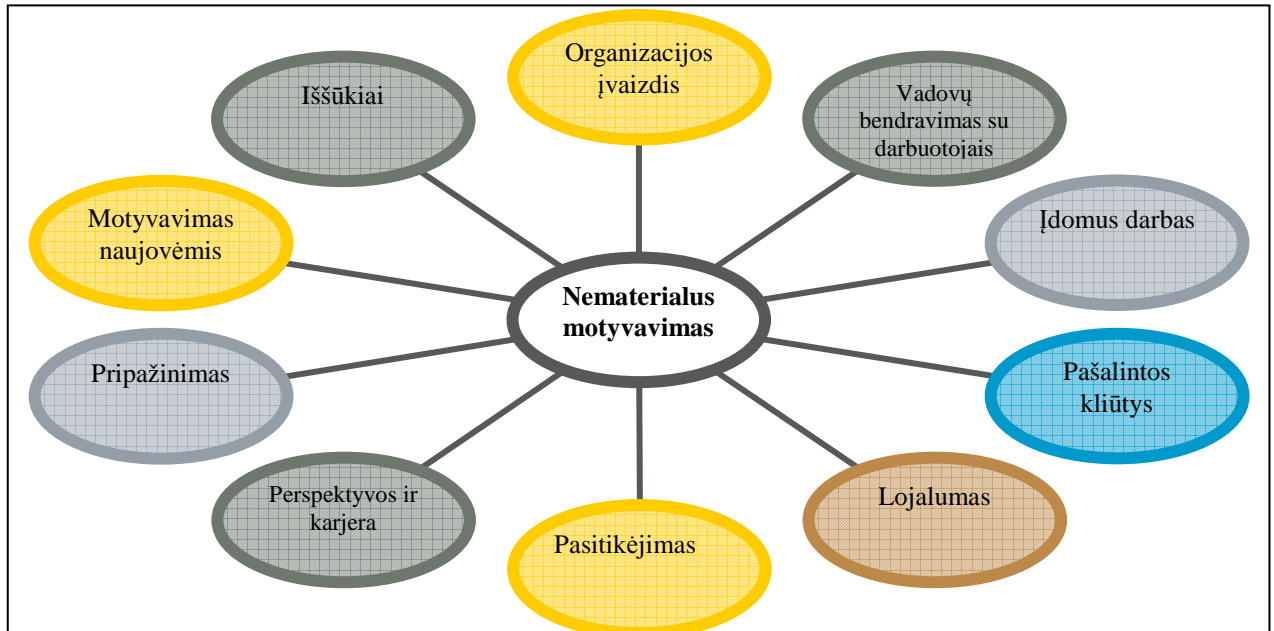 Organizacijos
įvaizdis
Iššūkiai
Vadovų
bendravimas su
darbuotojais
Motyvavimas
naujovėmis
Įdomus darbas
Nematerialus
motyvavimas
Pripažinimas
Pašalintos
kliūtys
Perspektyvos ir
karjera
Lojalumas
Pasitikėjimas